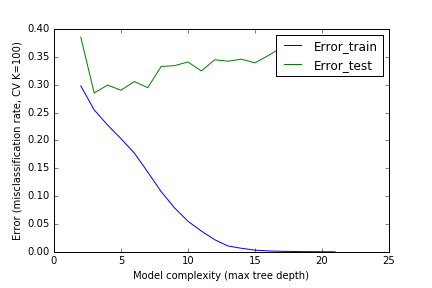 Error_train
Error_test
Error (misclassification rate, CV K=100)
0.40
0.35
0.30
0.25
0.20
0.15
0.10
0.05
0.00
0 5 10 15 20 25
Model complexity (max tree depth)